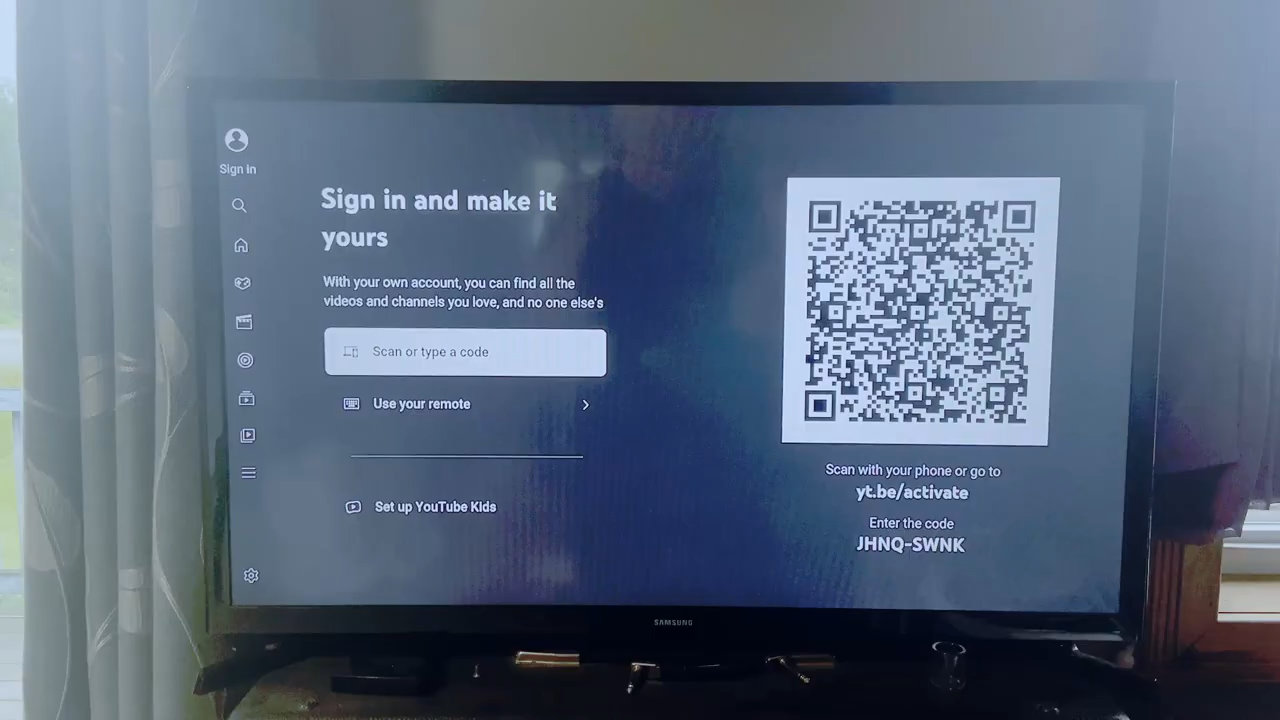 Sign in
Sign in and make it
yours
With your own account, you can find all the
videos and channels you love, and no one else's
Scan or type a code
Use your remote
Set up YouTube Kids
Scan with your phone or go to
yt.be/activate
Enter the code
JHNQ-SWNK
SAMSUNG